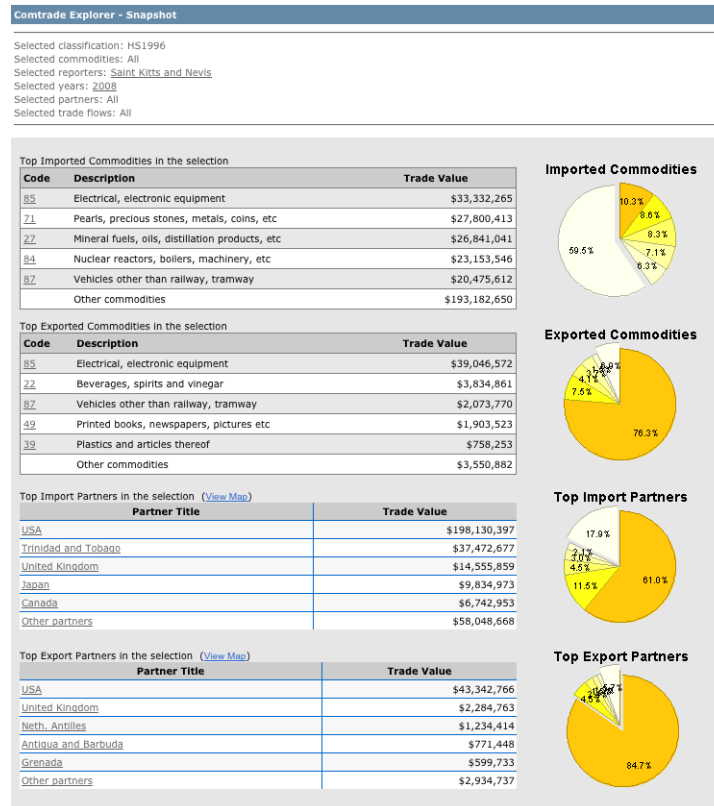 Comtrade Explorer - Snapshot
Selected classification: HS1996
Selected commodities: All
Selected reporters: Saint Kitts and Nevis
Selected years: 2008
Selected partners: All
Selected trade flows: All
Top Imported Commodities in the selection
Code Description Trade Value
85 Electrical, electronic equipment $33,332,265
71 Pearls, precious stones, metals, coins, etc $27,800,413
27 Mineral fuels, oils, distillation products, etc $26,841,041
84 Nuclear reactors, boilers, machinery, etc $23,153,546
87 Vehicles other than railway, tramway $20,475,612
Other commodities $193,182,650
Imported Commodities
10.3%
8.6%
8.3%
7.1%
6.3%
59.5%
Top Exported Commodities in the selection
Code Description Trade Value
85 Electrical, electronic equipment $39,046,572
22 Beverages, spirits and vinegar $3,834,861
87 Vehicles other than railway, tramway $2,073,770
49 Printed books, newspapers, pictures etc $1,903,523
39 Plastics and articles thereof $758,253
Other commodities $3,550,882
Exported Commodities
6.9%
4.1%
7.5%
76.3%
Top Import Partners in the selection (View Map)
Partner Title Trade Value
USA $198,130,397
Trinidad and Tobago $37,472,677
United Kingdom $14,555,859
Japan $9,834,973
Canada $6,742,953
Other partners $58,048,668
Top Import Partners
17.9%
2.1%
3.0%
4.5%
11.5%
61.0%
Top Export Partners in the selection (View Map)
Partner Title Trade Value
USA $43,342,766
United Kingdom $2,284,763
Neth. Antilles $1,234,414
Antigua and Barbuda $771,448
Grenada $599,733
Other partners $2,934,737
Top Export Partners
5.7%
4.5%
84.7%